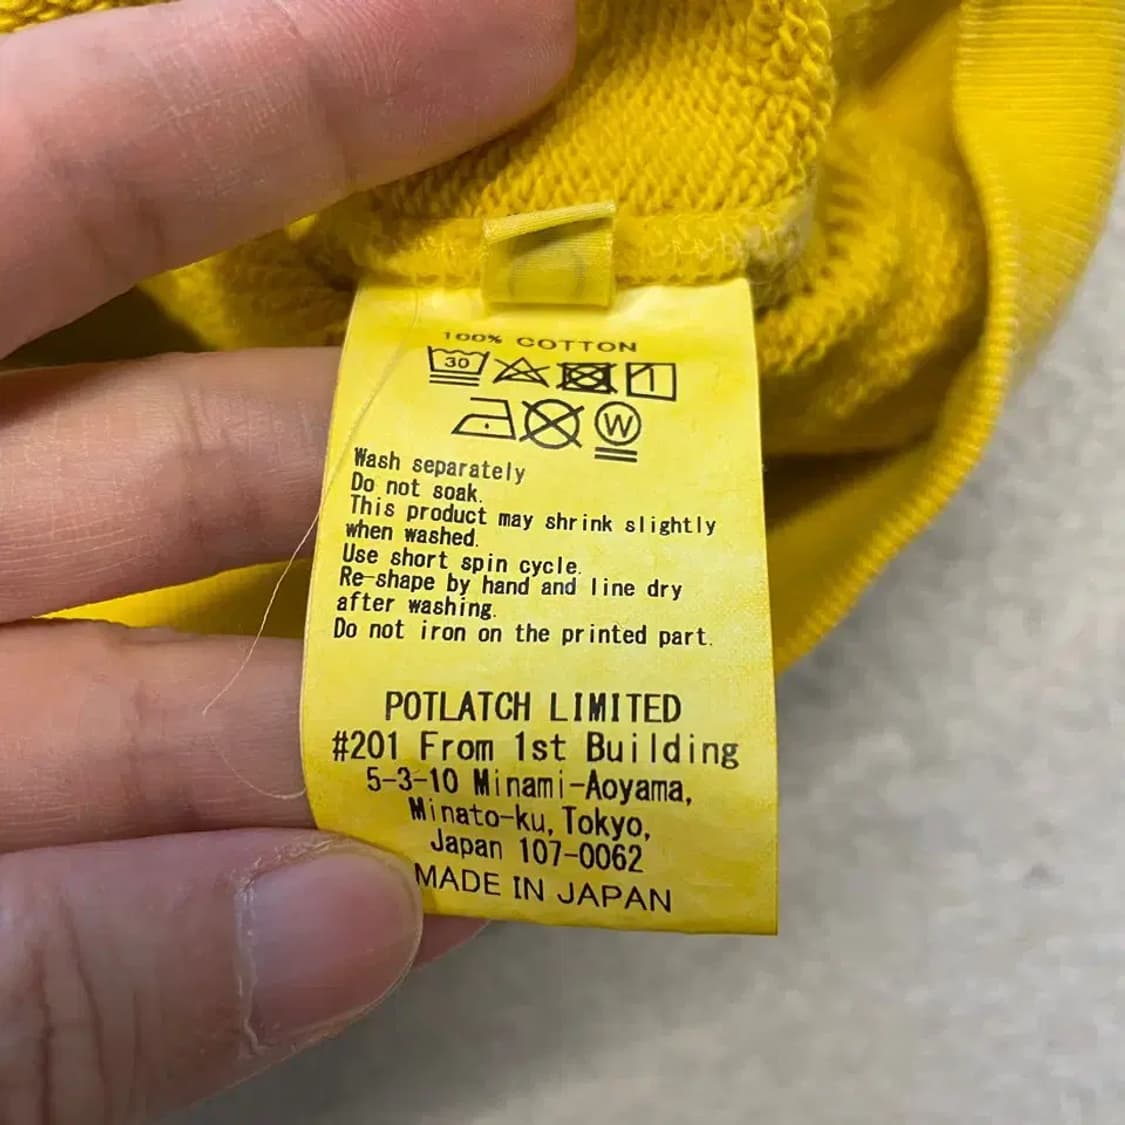 100% COTTON
30
W
Wash separately
Do not soak.
This product may shrink slightly
when washed.
Use short spin cycle.
Re-shape by hand and line dry
after washing.
Do not iron on the printed part.
POTLATCH LIMITED
#201 From 1st Building
5-3-10 Minami-Aoyama,
Minato-ku, Tokyo,
Japan 107-0062
MADE IN JAPAN